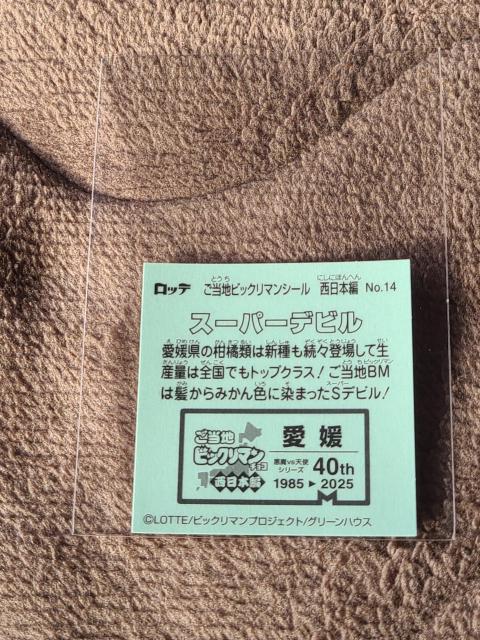 ロッテ ご当地ビックリマンシール 西日本編 No.14
スーパーデビル
愛媛県の柑橘類は新種も続々登場して生
産量は全国でもトップクラス！ご当地BM
は髪からみかん色に染まったSデビル！
ご当地
ビックリマン
チョコ
西日本編
愛媛
悪魔vs天使
シリーズ 40th
1985 ▶ 2025
©LOTTE/ビックリマンプロジェクト/グリーンハウス